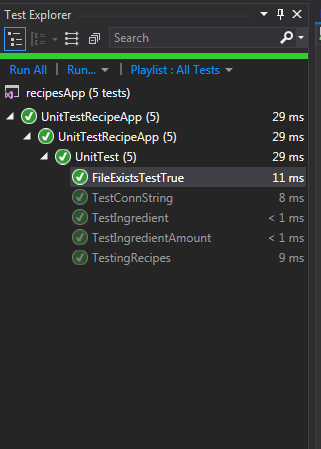 Test Explorer
Search
Run All | Run... Playlist : All Tests
recipesApp (5 tests)
UnitTestRecipeApp (5) 29 ms
UnitTestRecipeApp (5) 29 ms
UnitTest (5) 29 ms
FileExistsTestTrue 11 ms
TestConnString 8 ms
TestIngredient < 1 ms
TestIngredientAmount < 1 ms
TestingRecipes 9 ms